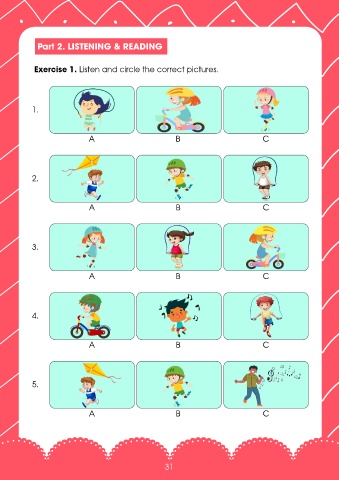 Part 2. LISTENING & READING
Exercise 1. Listen and circle the correct pictures.
1.
A B C
2.
A B C
3.
A B C
4.
A B C
5.
A B C
31